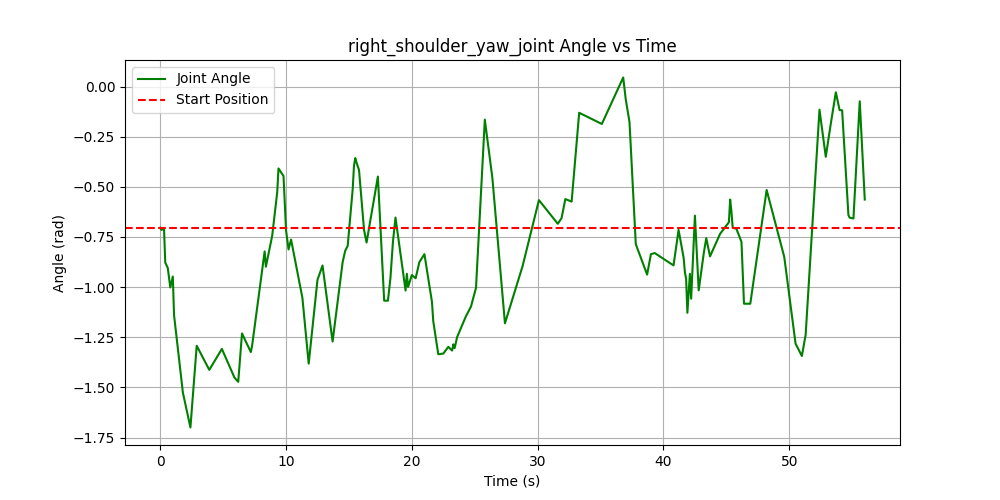 right_shoulder_yaw_joint Angle vs Time
Joint Angle
Start Position
Angle (rad)
0.00
−0.25
−0.50
−0.75
−1.00
−1.25
−1.50
−1.75
0 10 20 30 40 50
Time (s)